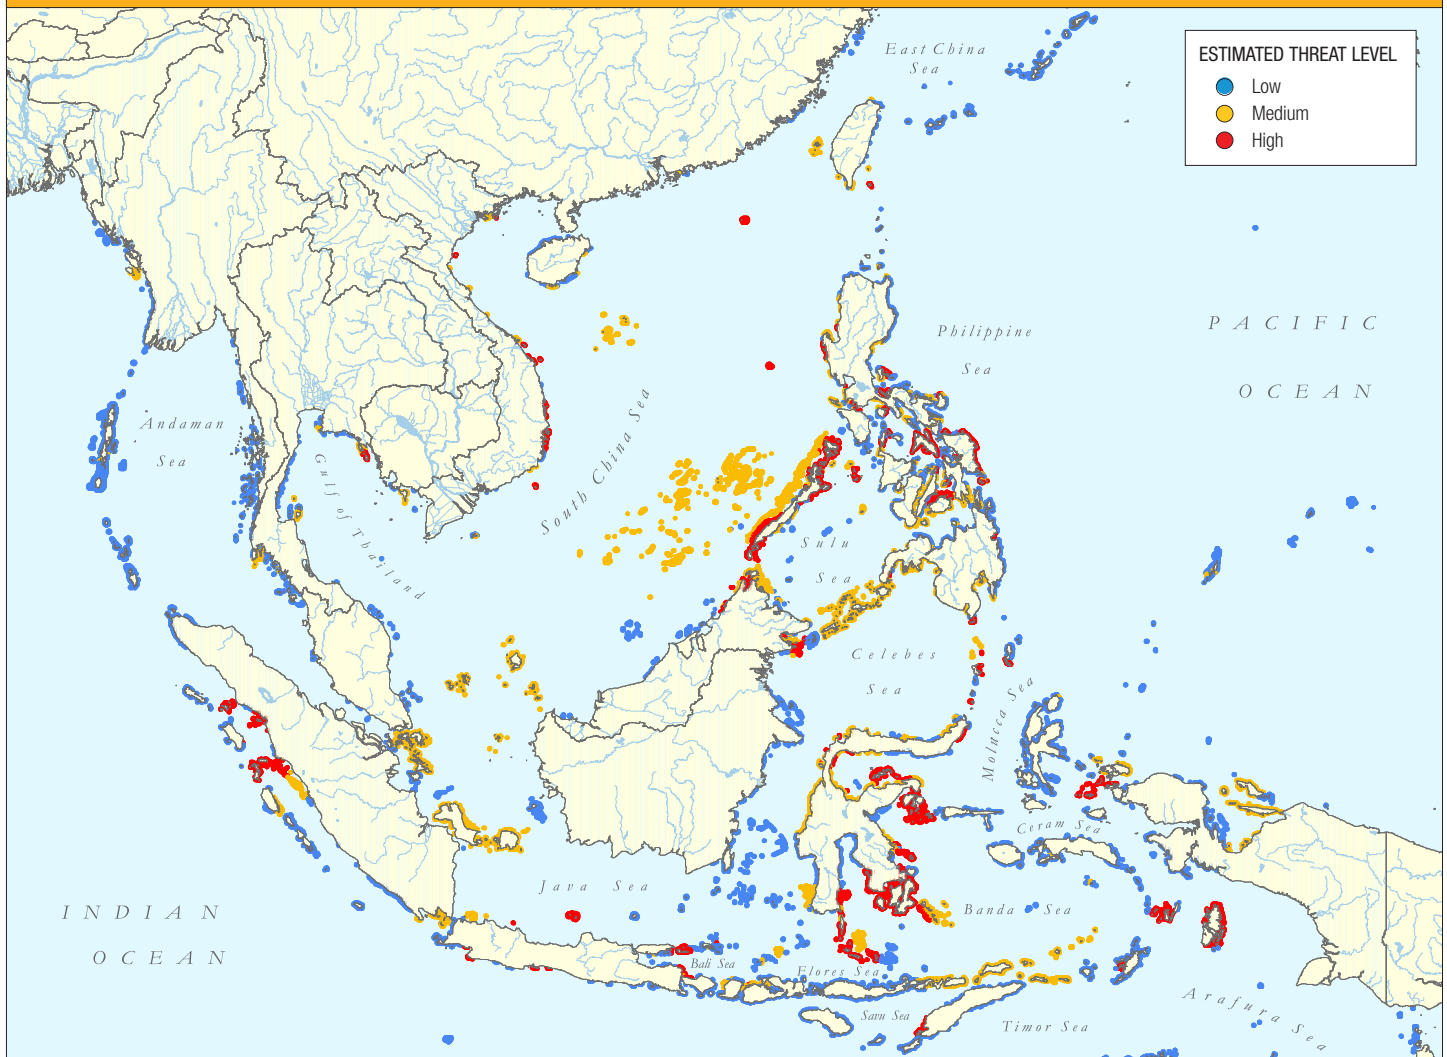 East China
Sea
ESTIMATED THREAT LEVEL
Low
Medium
High
PACIFIC
OCEAN
Philippine
Sea
Andaman
Sea
Gulf of Thailand
South China Sea
Sulu
Sea
Celebes
Sea
Molucca Sea
Ceram Sea
Java Sea
Banda Sea
INDIAN
OCEAN
Bali Sea
Flores Sea
Savu Sea
Timor Sea
Arafura Sea